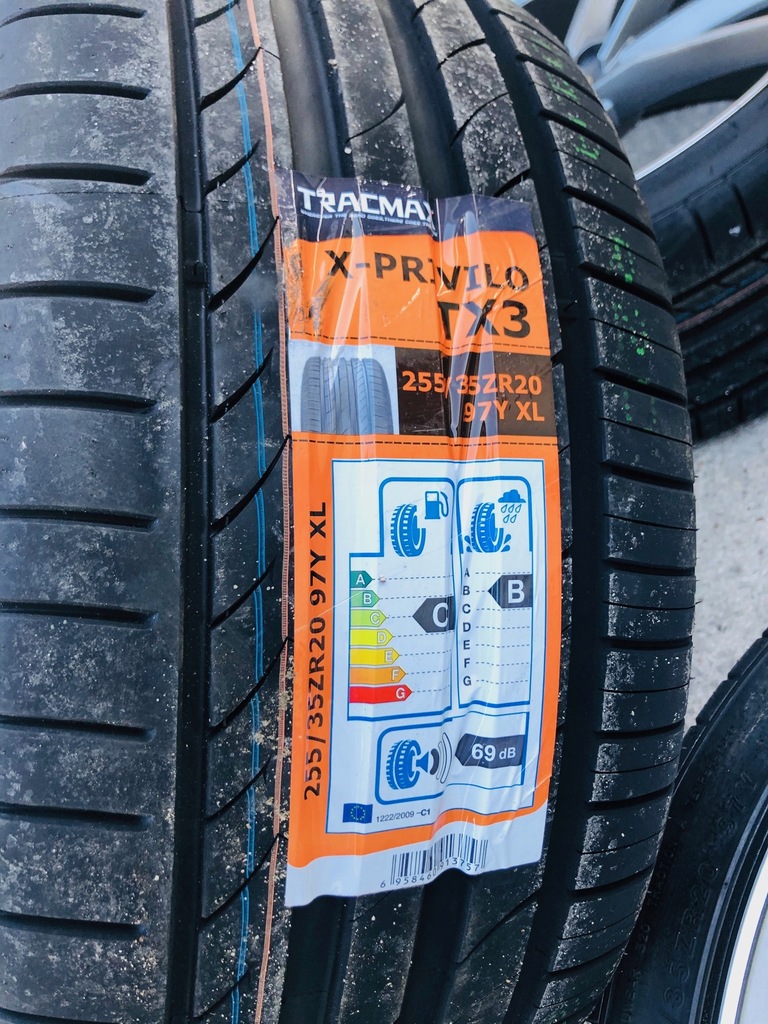 TRACMAX
X-PRIVILO
TX3
255/35ZR20
97Y XL
255/35ZR20 97Y XL
A
B
C
D
E
F
G
C
A
B
C
D
E
F
G
B
69 dB
1222/2009 -C1